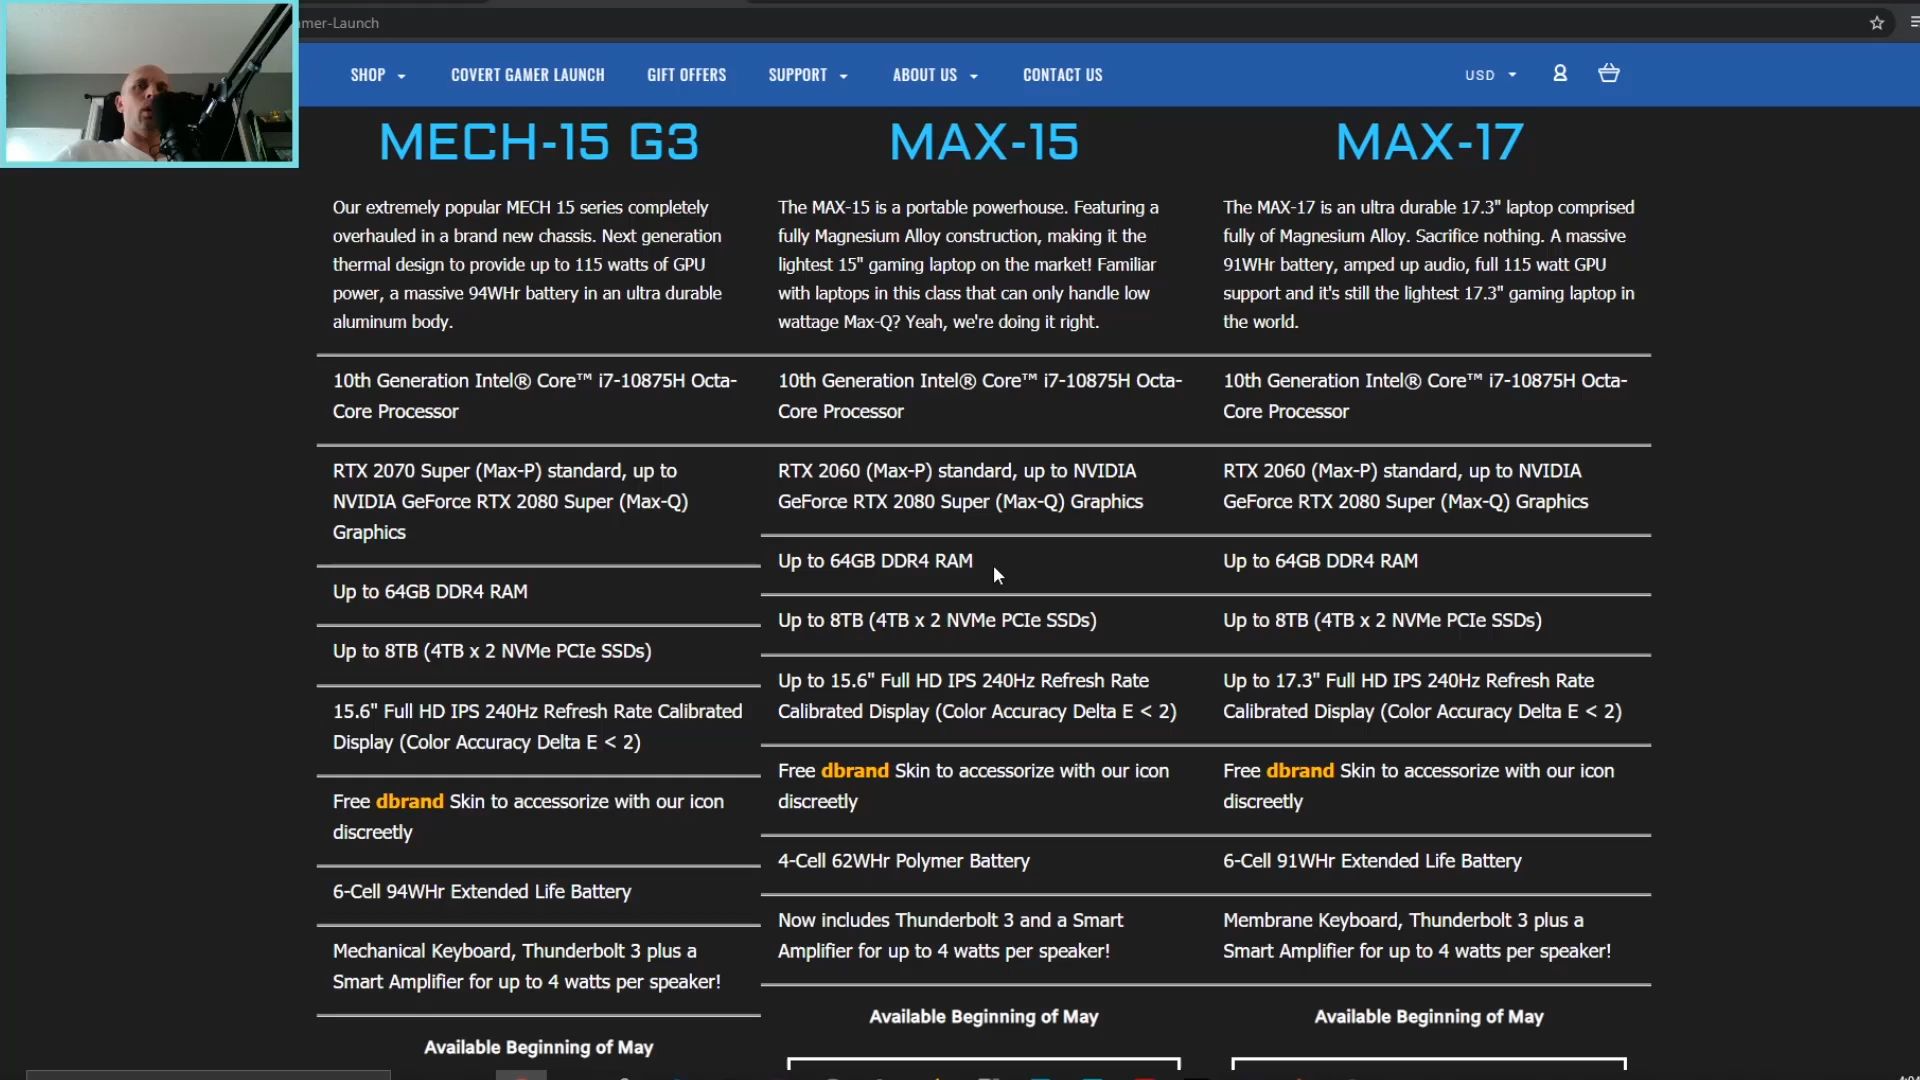 amer-Launch
SHOP
COVERT GAMER LAUNCH
GIFT OFFERS
SUPPORT
ABOUT US
CONTACT US
USD
MECH-15 G3
Our extremely popular MECH 15 series completely
overhauled in a brand new chassis. Next generation
thermal design to provide up to 115 watts of GPU
power, a massive 94WHr battery in an ultra durable
aluminum body.
10th Generation Intel® Core™ i7-10875H Octa-
Core Processor
RTX 2070 Super (Max-P) standard, up to
NVIDIA GeForce RTX 2080 Super (Max-Q)
Graphics
Up to 64GB DDR4 RAM
Up to 8TB (4TB x 2 NVMe PCIe SSDs)
15.6" Full HD IPS 240Hz Refresh Rate Calibrated
Display (Color Accuracy Delta E < 2)
Free dbrand Skin to accessorize with our icon
discreetly
6-Cell 94WHr Extended Life Battery
Mechanical Keyboard, Thunderbolt 3 plus a
Smart Amplifier for up to 4 watts per speaker!
Available Beginning of May
MAX-15
The MAX-15 is a portable powerhouse. Featuring a
fully Magnesium Alloy construction, making it the
lightest 15" gaming laptop on the market! Familiar
with laptops in this class that can only handle low
wattage Max-Q? Yeah, we're doing it right.
10th Generation Intel® Core™ i7-10875H Octa-
Core Processor
RTX 2060 (Max-P) standard, up to NVIDIA
GeForce RTX 2080 Super (Max-Q) Graphics
Up to 64GB DDR4 RAM
Up to 8TB (4TB x 2 NVMe PCIe SSDs)
Up to 15.6" Full HD IPS 240Hz Refresh Rate
Calibrated Display (Color Accuracy Delta E < 2)
Free dbrand Skin to accessorize with our icon
discreetly
4-Cell 62WHr Polymer Battery
Now includes Thunderbolt 3 and a Smart
Amplifier for up to 4 watts per speaker!
Available Beginning of May
MAX-17
The MAX-17 is an ultra durable 17.3" laptop comprised
fully of Magnesium Alloy. Sacrifice nothing. A massive
91WHr battery, amped up audio, full 115 watt GPU
support and it's still the lightest 17.3" gaming laptop in
the world.
10th Generation Intel® Core™ i7-10875H Octa-
Core Processor
RTX 2060 (Max-P) standard, up to NVIDIA
GeForce RTX 2080 Super (Max-Q) Graphics
Up to 64GB DDR4 RAM
Up to 8TB (4TB x 2 NVMe PCIe SSDs)
Up to 17.3" Full HD IPS 240Hz Refresh Rate
Calibrated Display (Color Accuracy Delta E < 2)
Free dbrand Skin to accessorize with our icon
discreetly
6-Cell 91WHr Extended Life Battery
Membrane Keyboard, Thunderbolt 3 plus a
Smart Amplifier for up to 4 watts per speaker!
Available Beginning of May